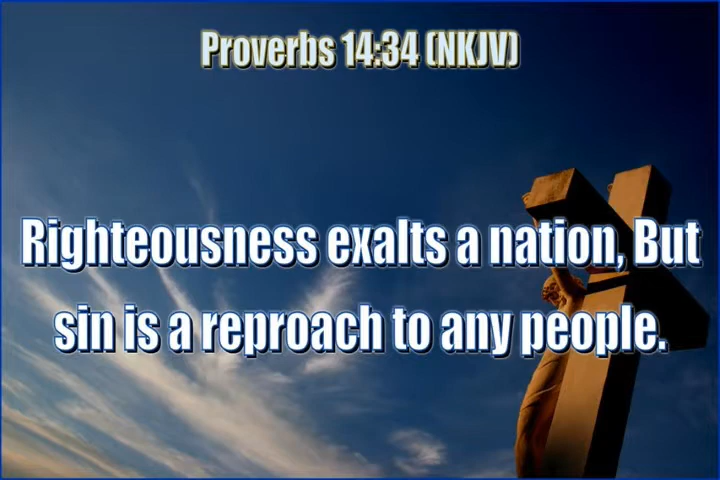 Proverbs 14:34 (NKJV)
Righteousness exalts a nation, But
sin is a reproach to any people.